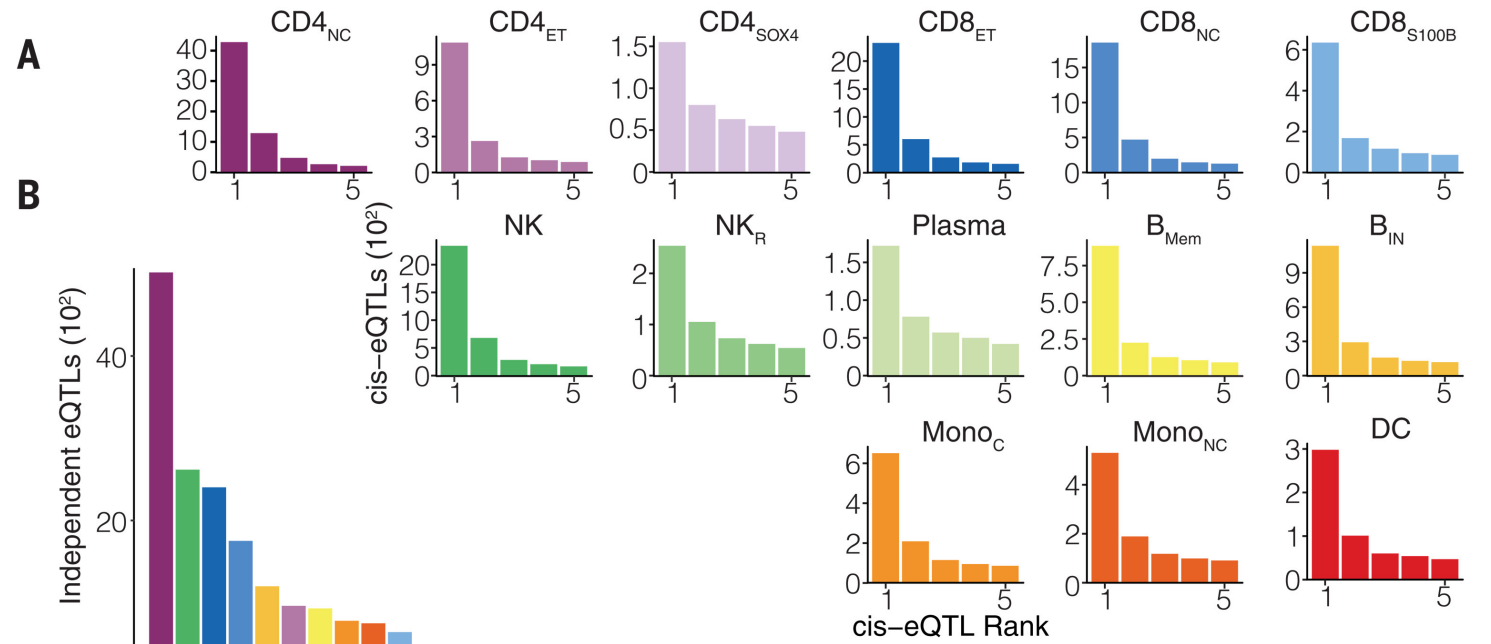 A
CD4NC CD4ET CD4SOX4 CD8ET CD8NC CD8S100B
40 30 20 10 0 1 5
9 6 3 0 1 5
1.5 1.0 0.5 0 1 5
20 15 10 5 0 1 5
15 10 5 0 1 5
6 4 2 0 1 5
B
cis–eQTLs (10²)
NK NKR Plasma BMem BIN
20 15 10 5 0 1 5
2 1 0 1 5
1.5 1.0 0.5 0 1 5
7.5 5.0 2.5 0 1 5
9 6 3 0 1 5
MonoC MonoNC DC
6 4 2 0 1 5
4 2 0 1 5
3 2 1 0 1 5
cis–eQTL Rank
Independent eQTLs (10²)
40
20